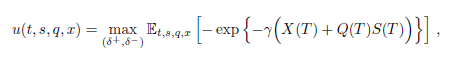 u(t, s, q, x) = max_{(δ^+, δ^-)} 𝔼_{t,s,q,x} [ − exp { −γ ( X(T) + Q(T)S(T) ) } ] ,